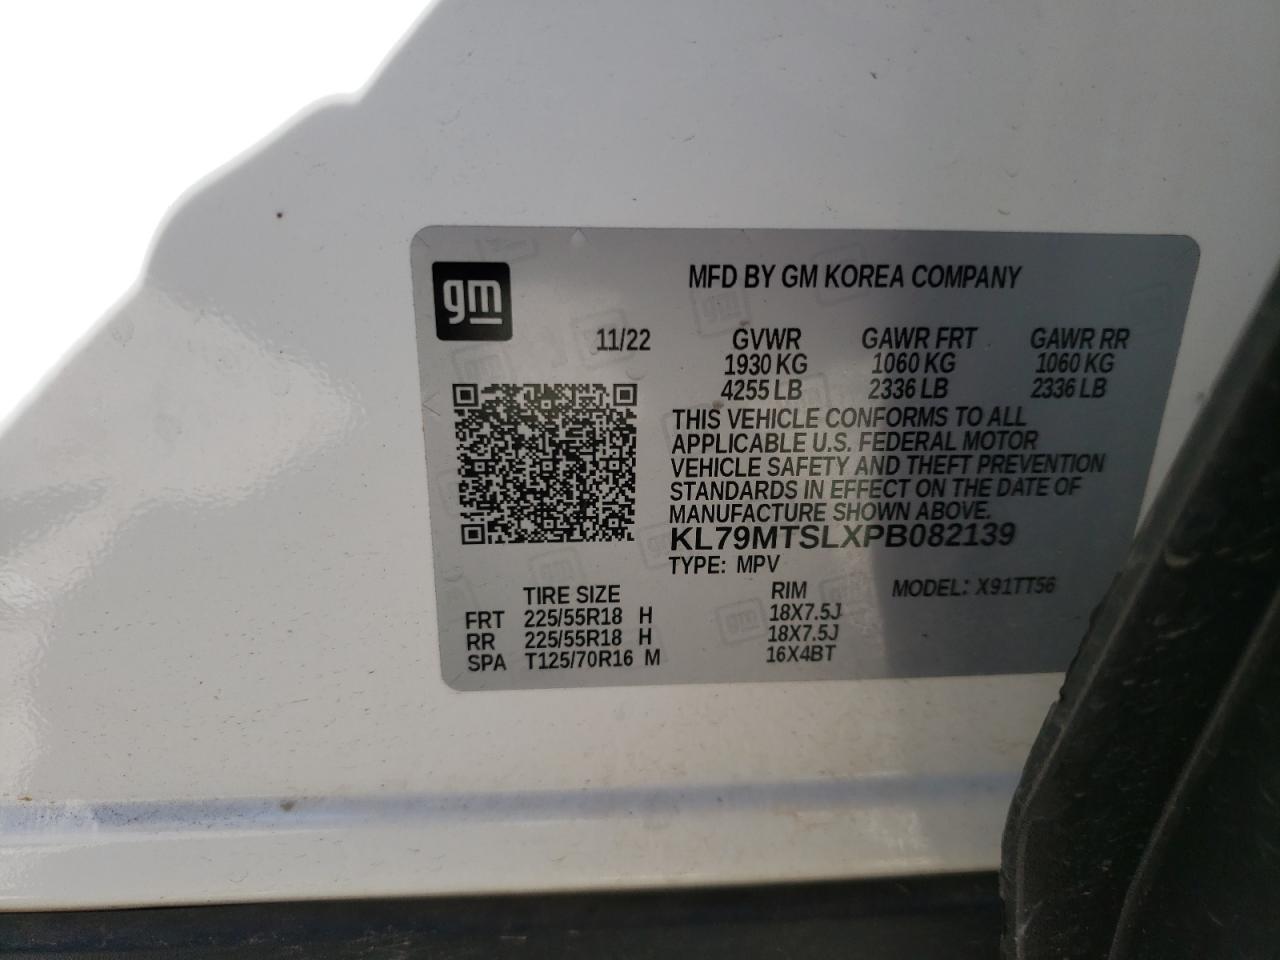 gm
MFD BY GM KOREA COMPANY
11/22 GVWR GAWR FRT GAWR RR
1930 KG 1060 KG 1060 KG
4255 LB 2336 LB 2336 LB
THIS VEHICLE CONFORMS TO ALL
APPLICABLE U.S. FEDERAL MOTOR
VEHICLE SAFETY AND THEFT PREVENTION
STANDARDS IN EFFECT ON THE DATE OF
MANUFACTURE SHOWN ABOVE.
KL79MTSLXPB082139
TYPE: MPV
TIRE SIZE RIM MODEL: X91TT56
FRT 225/55R18 H 18X7.5J
RR 225/55R18 H 18X7.5J
SPA T125/70R16 M 16X4BT